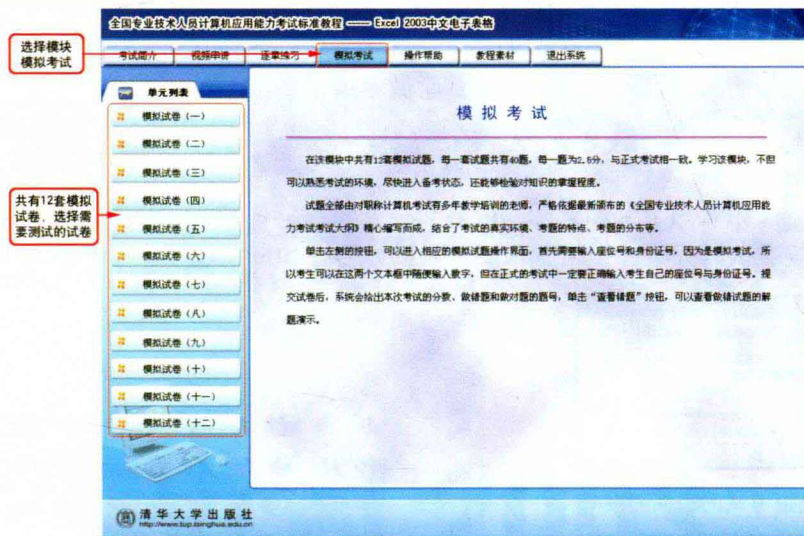 全国专业技术人员计算机应用能力考试标准教程 —— Excel 2003中文电子表格
选择模块
模拟考试
考试简介 视频串讲 逐章练习 模拟考试 操作帮助 教程素材 退出系统
单元列表
模拟试卷（一）
模拟试卷（二）
模拟试卷（三）
模拟试卷（四）
模拟试卷（五）
模拟试卷（六）
模拟试卷（七）
模拟试卷（八）
模拟试卷（九）
模拟试卷（十）
模拟试卷（十一）
模拟试卷（十二）
共有12套模拟
试卷，选择需
要测试的试卷
模拟考试
在该模块中共有12套模拟试题，每一套试题共有40题，每一题为2.5分，与正式考试相一致。学习该模块，不但
可以熟悉考试的环境，尽快进入备考状态，还能够检验对知识的掌握程度。
试题全部由对职称计算机考试有多年教学培训的老师，严格依据最新颁布的《全国专业技术人员计算机应用能
力考试考试大纲》精心编写而成，结合了考试的真实环境、考题的特点、考题的分布等。
单击左侧的按钮，可以进入相应的模拟试题操作界面，首先需要输入座位号和身份证号，因为是模拟考试，所
以考生可以在这两个文本框中随便输入数字，但在正式的考试中一定要正确输入考生自己的座位号与身份证号。提
交试卷后，系统会给出本次考试的分数、做错题和做对题的题号，单击“查看错题”按钮，可以查看做错试题的解
题演示。
清华大学出版社
http://www.tup.tsinghua.edu.cn